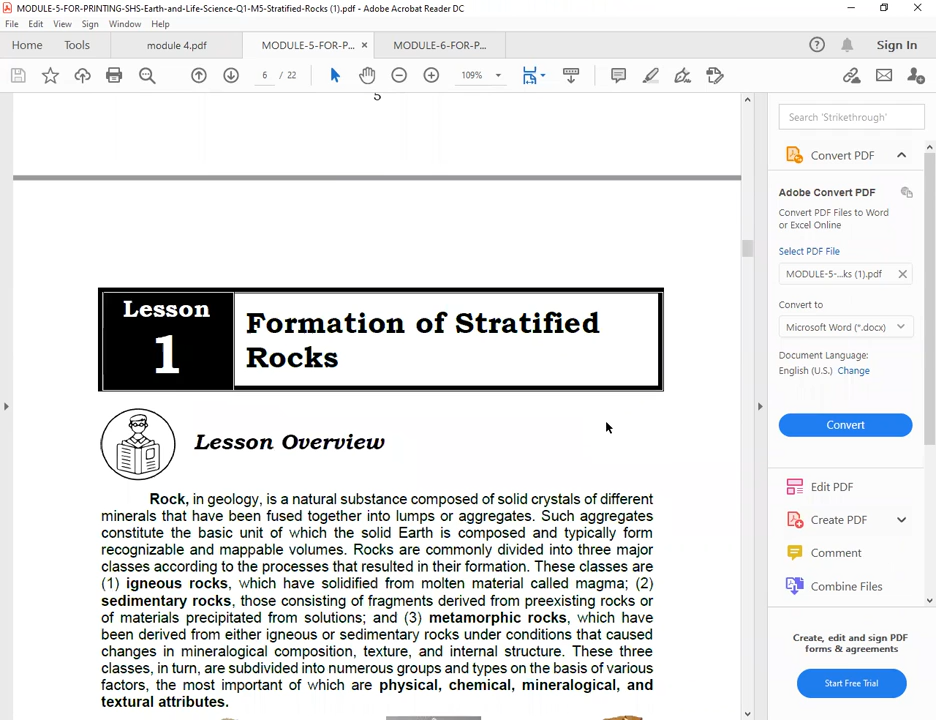 MODULE-5-FOR-PRINTING-SHS-Earth-and-Life-Science-Q1-M5-Stratified-Rocks (1).pdf - Adobe Acrobat Reader DC
File Edit View Sign Window Help
Home Tools module 4.pdf MODULE-5-FOR-P... × MODULE-6-FOR-P... Sign In
6 / 22 109%
5
Lesson
1
Formation of Stratified
Rocks
Lesson Overview
Rock, in geology, is a natural substance composed of solid crystals of different
minerals that have been fused together into lumps or aggregates. Such aggregates
constitute the basic unit of which the solid Earth is composed and typically form
recognizable and mappable volumes. Rocks are commonly divided into three major
classes according to the processes that resulted in their formation. These classes are
(1) igneous rocks, which have solidified from molten material called magma; (2)
sedimentary rocks, those consisting of fragments derived from preexisting rocks or
of materials precipitated from solutions; and (3) metamorphic rocks, which have
been derived from either igneous or sedimentary rocks under conditions that caused
changes in mineralogical composition, texture, and internal structure. These three
classes, in turn, are subdivided into numerous groups and types on the basis of various
factors, the most important of which are physical, chemical, mineralogical, and
textural attributes.
Search 'Strikethrough'
Convert PDF
Adobe Convert PDF
Convert PDF Files to Word
or Excel Online
Select PDF File
MODULE-5-...ks (1).pdf
Convert to
Microsoft Word (*.docx)
Document Language:
English (U.S.) Change
Convert
Edit PDF
Create PDF
Comment
Combine Files
Create, edit and sign PDF
forms & agreements
Start Free Trial